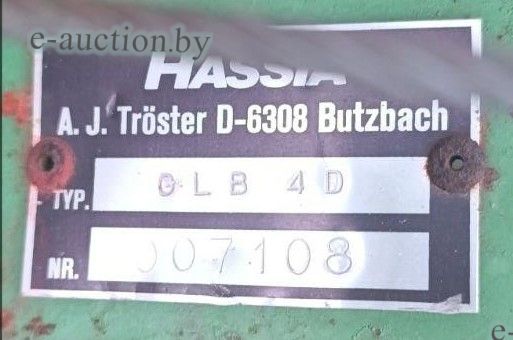 e-auction.by
HASSIA
A. J. Tröster D-6308 Butzbach
TYP. GLB 4D
NR. 007108
e-